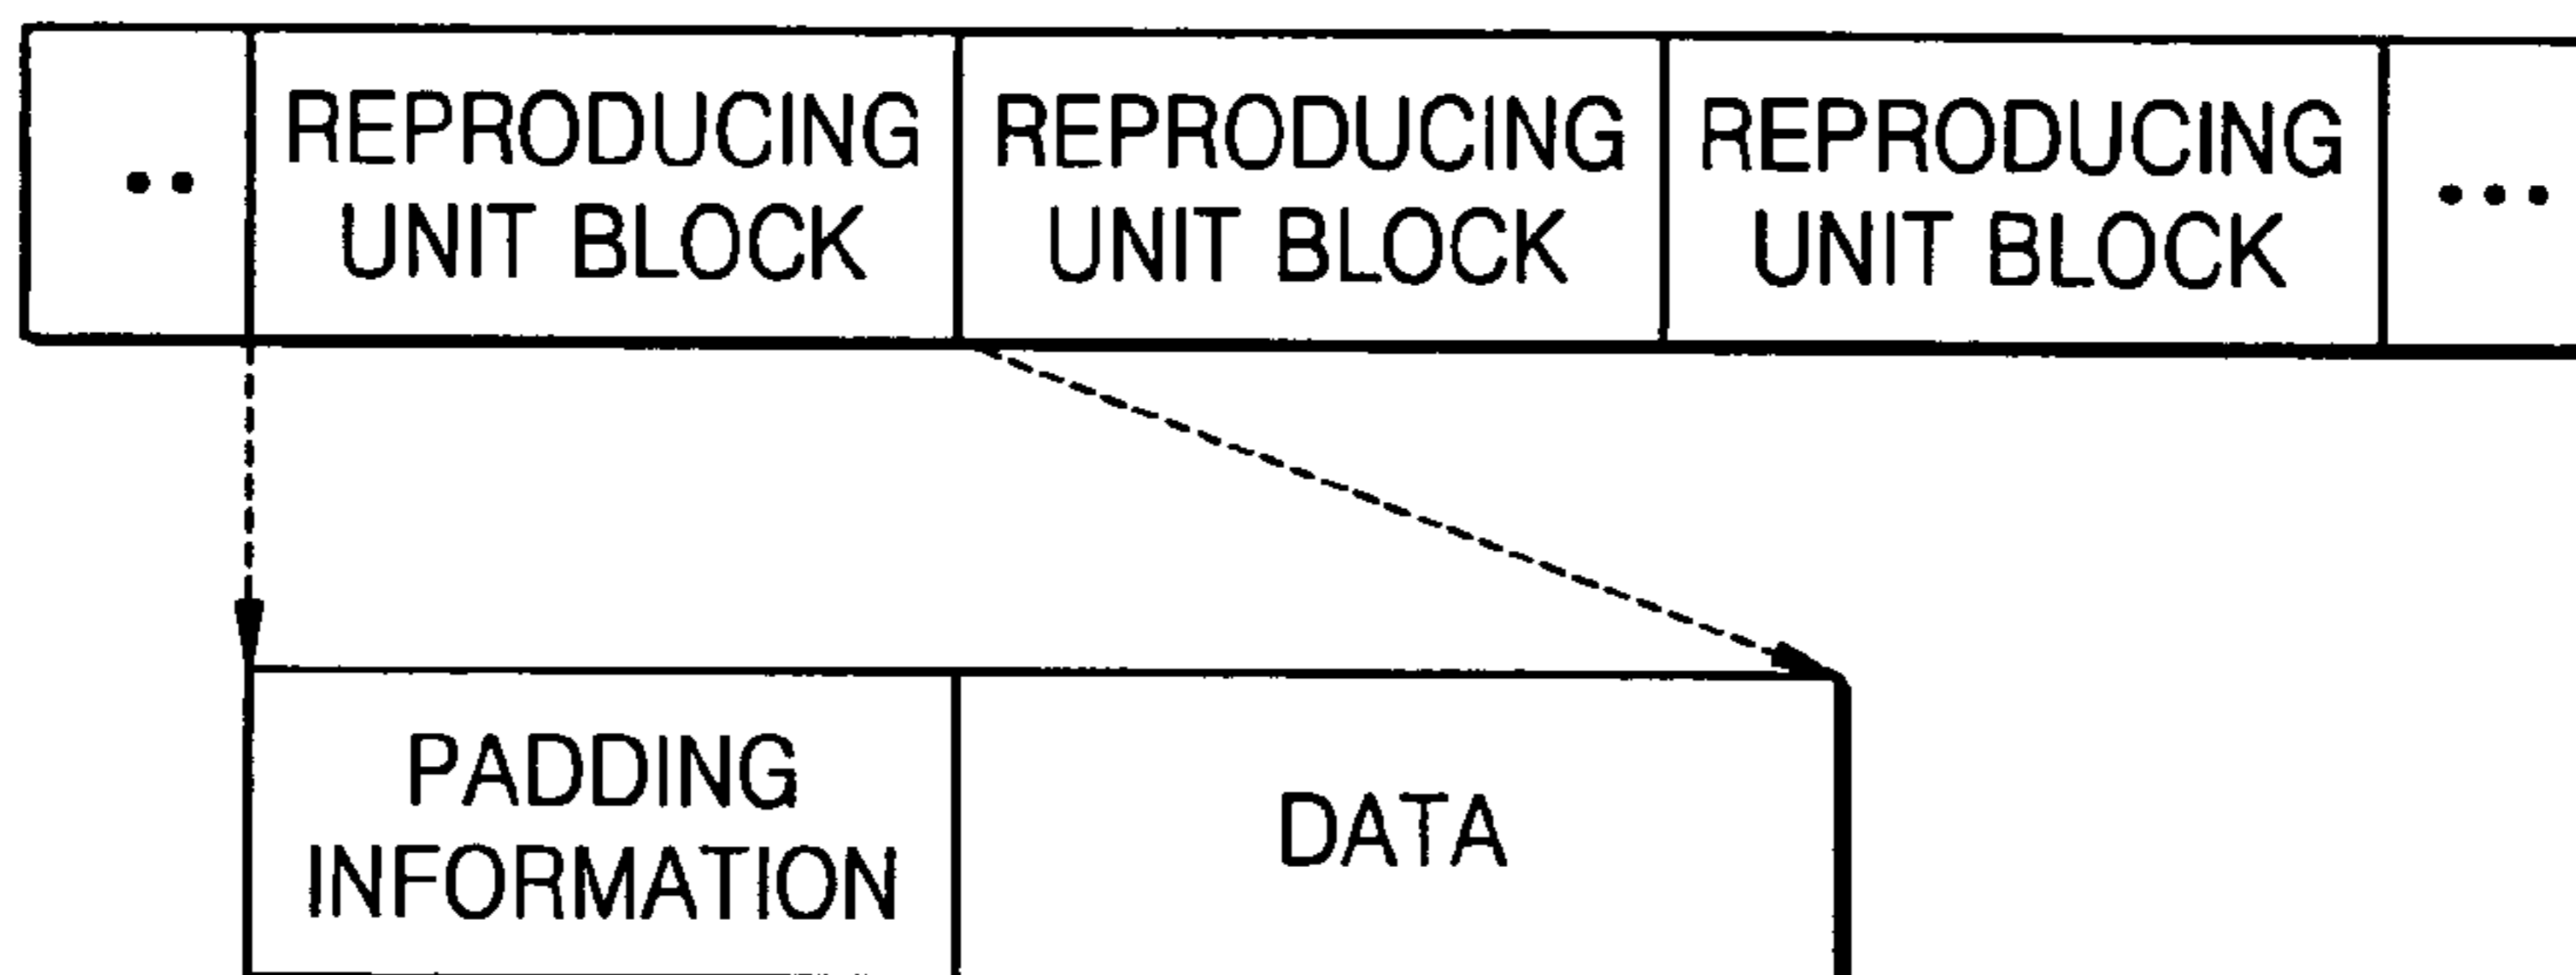 .. REPRODUCING REPRODUCING REPRODUCING ...
UNIT BLOCK UNIT BLOCK UNIT BLOCK
PADDING
INFORMATION
DATA